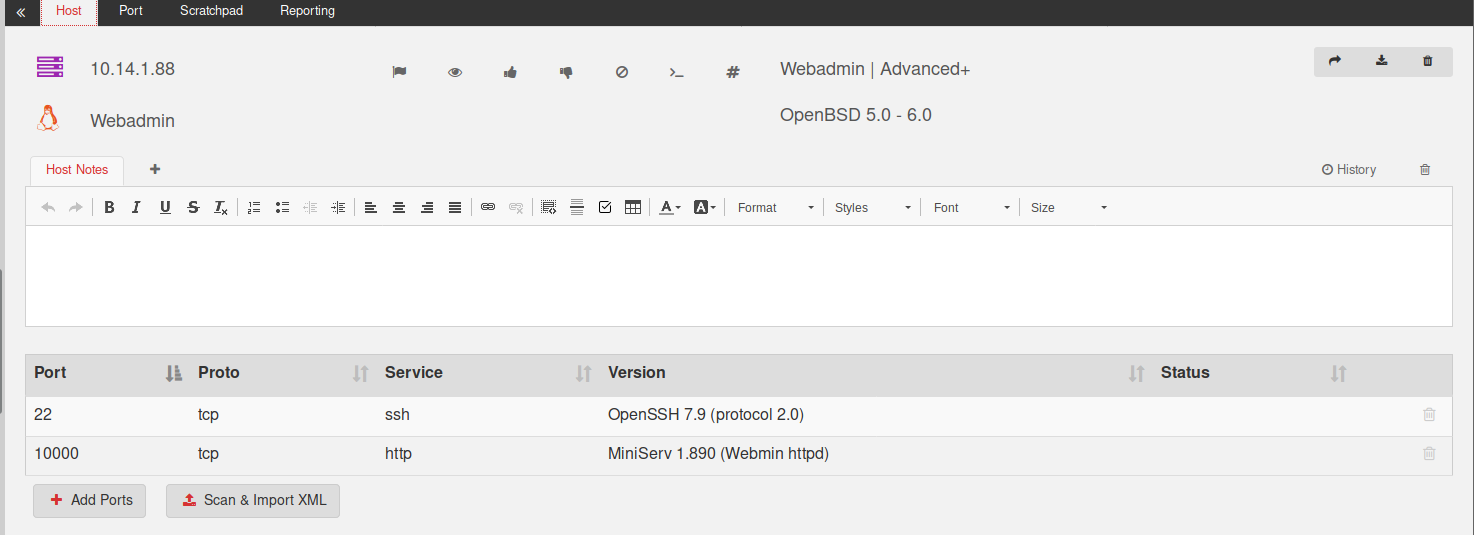 Host Port Scratchpad Reporting
10.14.1.88 Webadmin | Advanced+
Webadmin OpenBSD 5.0 - 6.0
Host Notes History
Format Styles Font Size
Port Proto Service Version Status
22 tcp ssh OpenSSH 7.9 (protocol 2.0)
10000 tcp http MiniServ 1.890 (Webmin httpd)
Add Ports Scan & Import XML